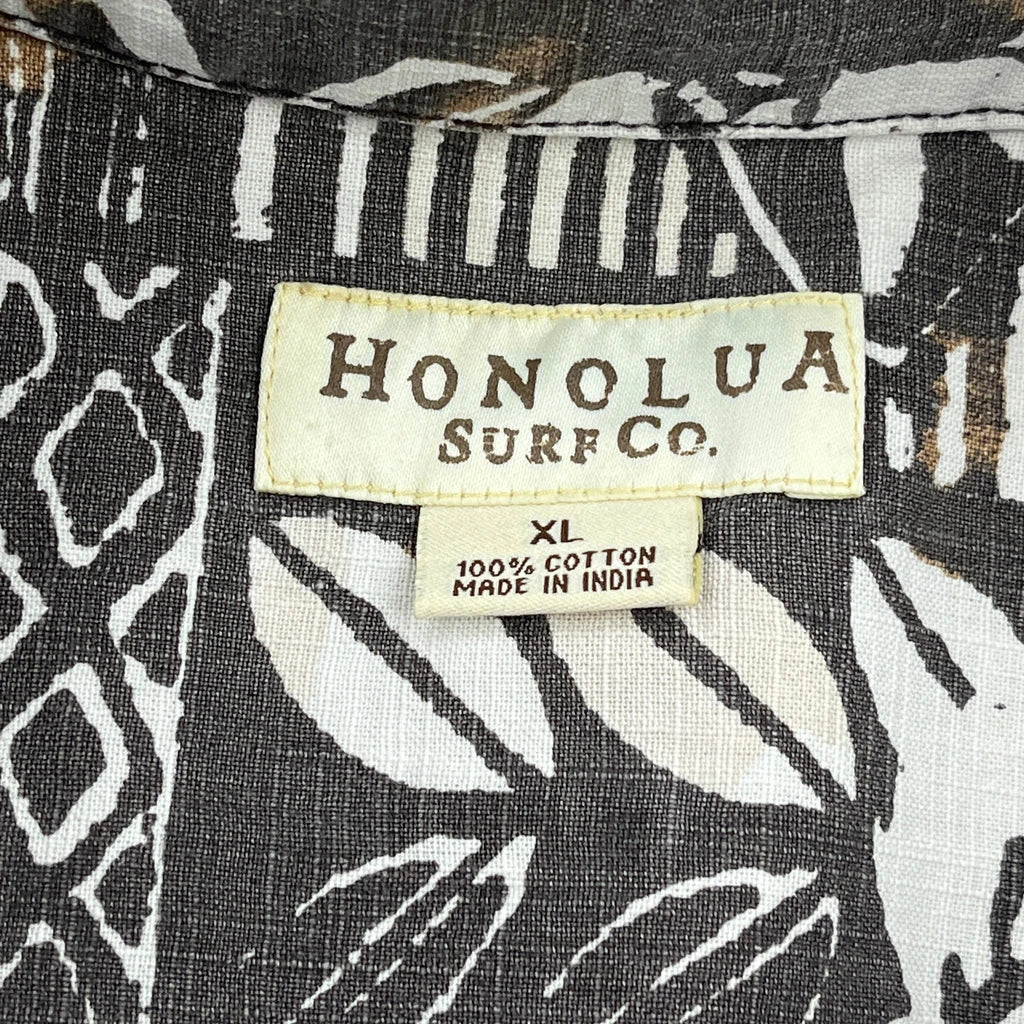 HONOLUA
SURF CO.
XL
100% COTTON
MADE IN INDIA